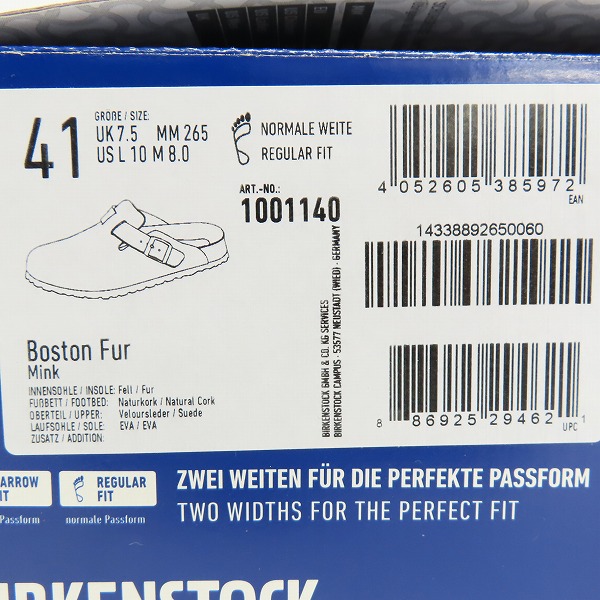 41
GRÖßE / SIZE:
UK 7.5 MM 265
US L 10 M 8.0
NORMALE WEITE
REGULAR FIT
ART.-NO.:
1001140
4 052605 385972
EAN
14338892650060
8 86925 29462 1
UPC
BIRKENSTOCK GMBH & CO. KG SERVICES
BIRKENSTOCK CAMPUS · 53577 NEUSTADT (WIED) · GERMANY
Boston Fur
Mink
INNENSOHLE / INSOLE: Fell / Fur
FUßBETT / FOOTBED: Naturkork / Natural Cork
OBERTEIL / UPPER: Veloursleder / Suede
LAUFSOHLE / SOLE: EVA / EVA
ZUSATZ / ADDITION:
ARROW
IT
Passform
REGULAR
FIT
normale Passform
ZWEI WEITEN FÜR DIE PERFEKTE PASSFORM
TWO WIDTHS FOR THE PERFECT FIT
BIRKENSTOCK